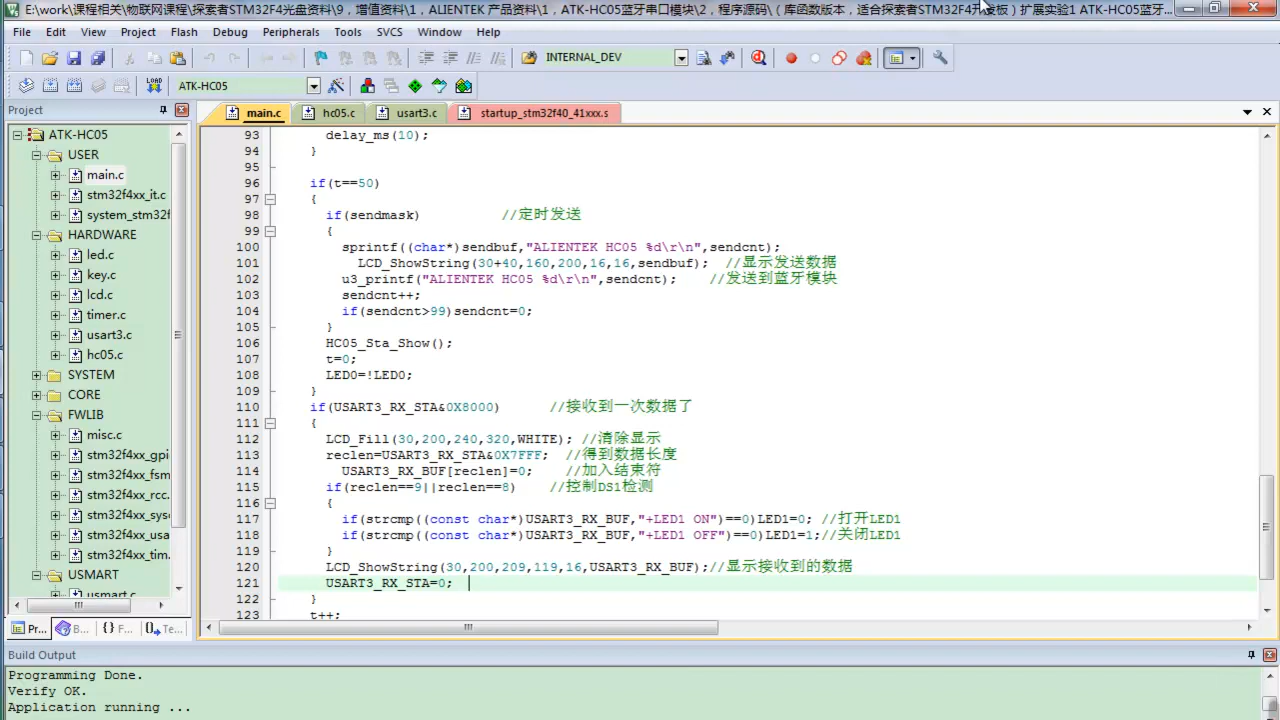 E:\work\课程相关\物联网课程\探索者STM32F4光盘资料\9，增值资料\1，ALIENTEK 产品资料\1，ATK-HC05蓝牙串口模块\2，程序源码\（库函数版本，适合探索者STM32F4开发板）扩展实验1 ATK-HC05蓝牙...
File Edit View Project Flash Debug Peripherals Tools SVCS Window Help
INTERNAL_DEV
LOAD ATK-HC05
Project
main.c hc05.c usart3.c startup_stm32f40_41xxx.s
ATK-HC05
USER
main.c
stm32f4xx_it.c
system_stm32f
HARDWARE
led.c
key.c
lcd.c
timer.c
usart3.c
hc05.c
SYSTEM
CORE
FWLIB
misc.c
stm32f4xx_gpi
stm32f4xx_fsm
stm32f4xx_rcc.
stm32f4xx_sysc
stm32f4xx_usa
stm32f4xx_tim.
USMART
usmart.c
Pr... B... {} F... Te...
93 delay_ms(10);
94 }
95
96 if(t==50)
97 {
98 if(sendmask) //定时发送
99 {
100 sprintf((char*)sendbuf,"ALIENTEK HC05 %d\r\n",sendcnt);
101 LCD_ShowString(30+40,160,200,16,16,sendbuf); //显示发送数据
102 u3_printf("ALIENTEK HC05 %d\r\n",sendcnt); //发送到蓝牙模块
103 sendcnt++;
104 if(sendcnt>99)sendcnt=0;
105 }
106 HC05_Sta_Show();
107 t=0;
108 LED0=!LED0;
109 }
110 if(USART3_RX_STA&0X8000) //接收到一次数据了
111 {
112 LCD_Fill(30,200,240,320,WHITE); //清除显示
113 reclen=USART3_RX_STA&0X7FFF; //得到数据长度
114 USART3_RX_BUF[reclen]=0; //加入结束符
115 if(reclen==9||reclen==8) //控制DS1检测
116 {
117 if(strcmp((const char*)USART3_RX_BUF,"+LED1 ON")==0)LED1=0; //打开LED1
118 if(strcmp((const char*)USART3_RX_BUF,"+LED1 OFF")==0)LED1=1;//关闭LED1
119 }
120 LCD_ShowString(30,200,209,119,16,USART3_RX_BUF);//显示接收到的数据
121 USART3_RX_STA=0;
122 }
123 t++;
Build Output
Programming Done.
Verify OK.
Application running ...